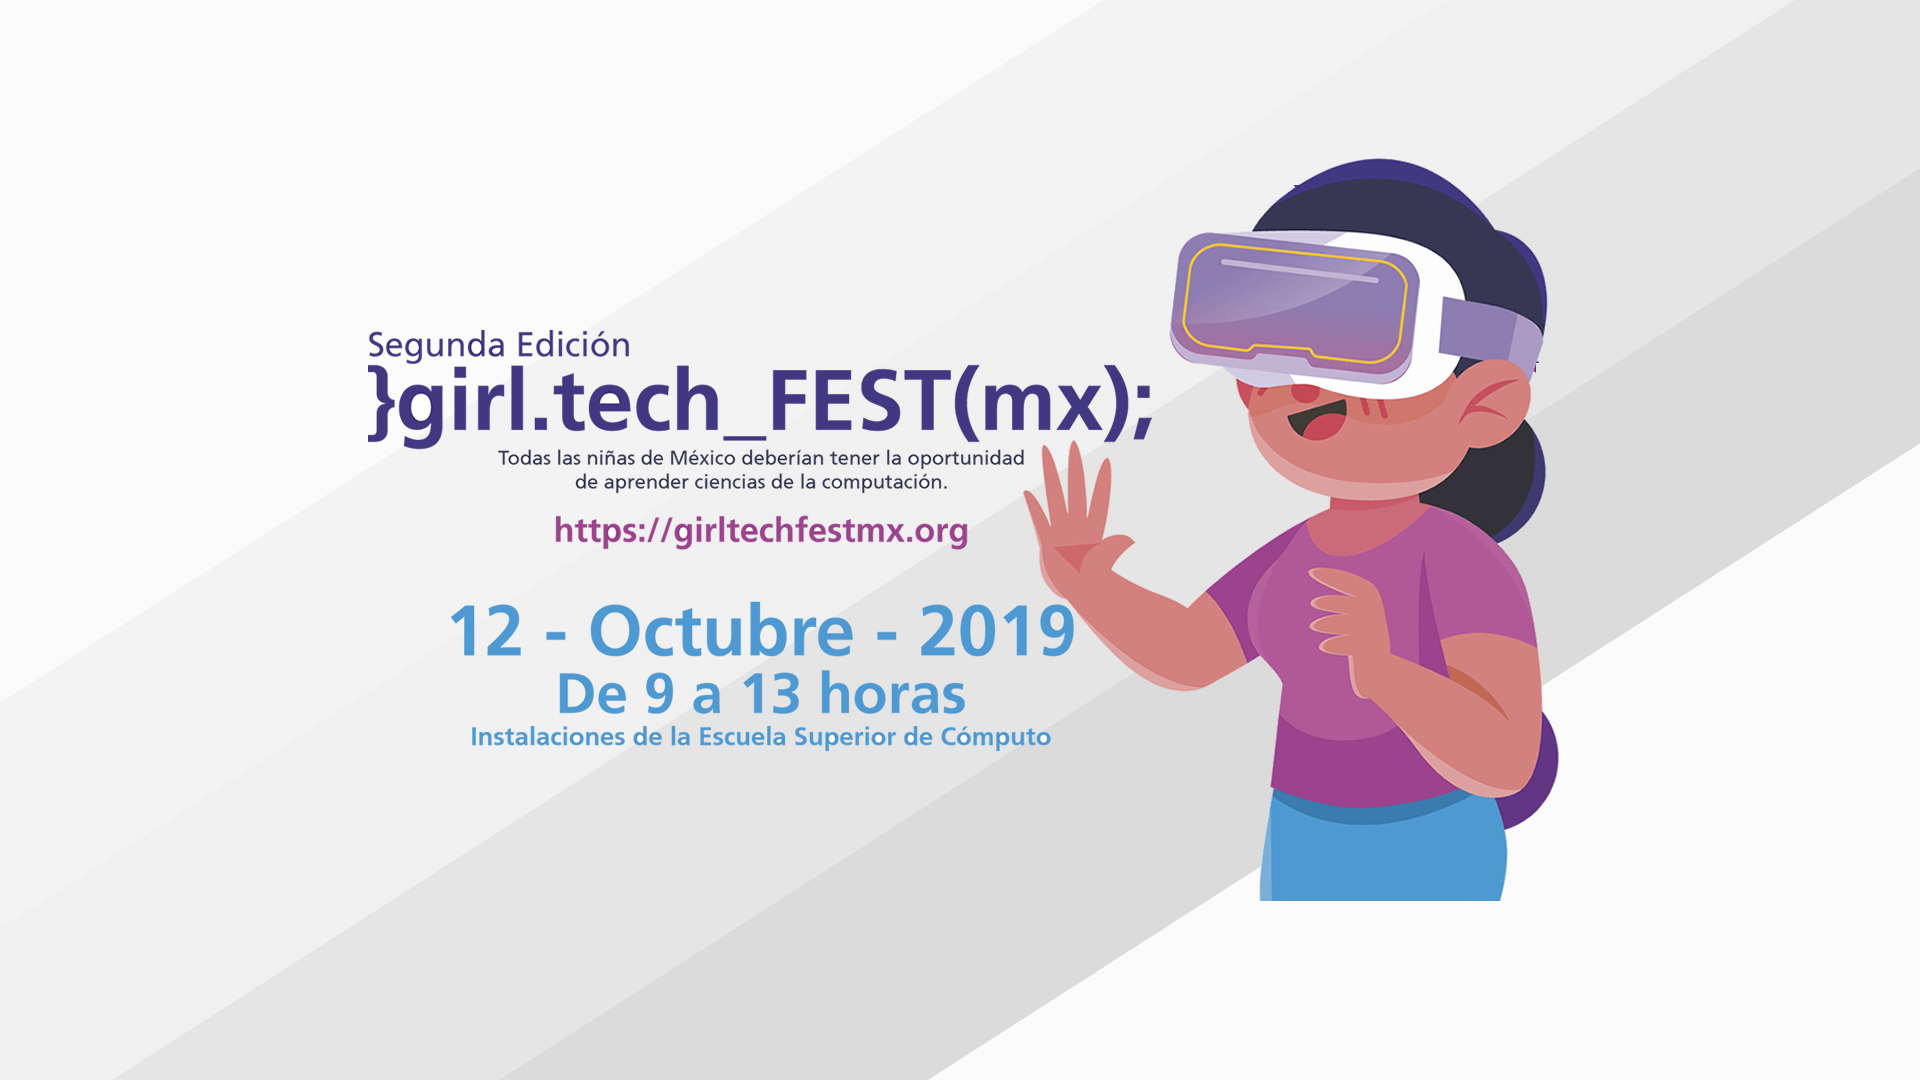 Segunda Edición
}girl.tech_FEST(mx);
Todas las niñas de México deberían tener la oportunidad
de aprender ciencias de la computación.
https://girltechfestmx.org
12 - Octubre - 2019
De 9 a 13 horas
Instalaciones de la Escuela Superior de Cómputo